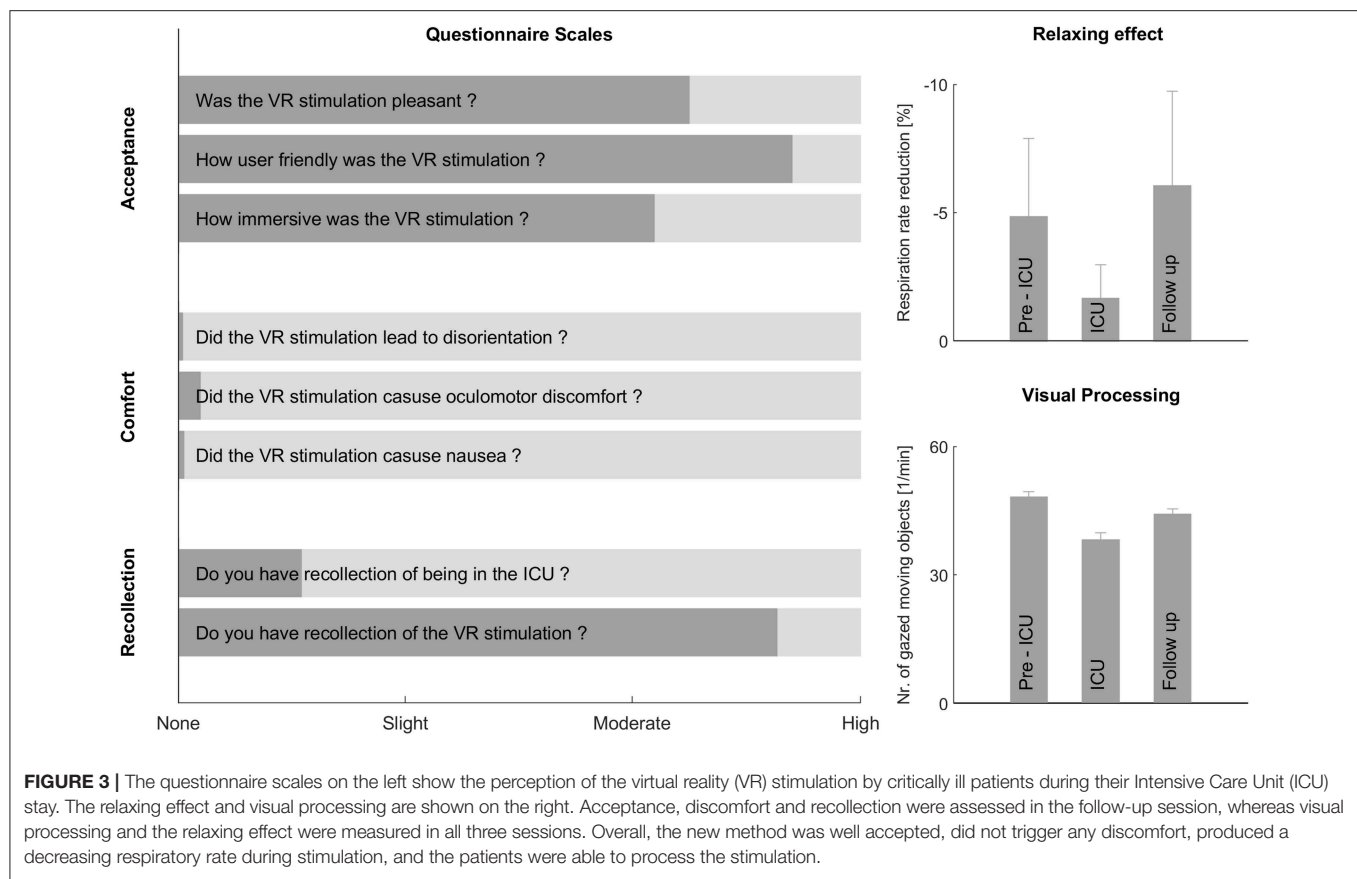 Questionnaire Scales
Acceptance
Was the VR stimulation pleasant ?
How user friendly was the VR stimulation ?
How immersive was the VR stimulation ?
Comfort
Did the VR stimulation lead to disorientation ?
Did the VR stimulation casuse oculomotor discomfort ?
Did the VR stimulation casuse nausea ?
Recollection
Do you have recollection of being in the ICU ?
Do you have recollection of the VR stimulation ?
None Slight Moderate High
Relaxing effect
Respiration rate reduction [%]
-10
-5
0
Pre - ICU
ICU
Follow up
Visual Processing
Nr. of gazed moving objects [1/min]
60
30
0
Pre - ICU
ICU
Follow up
FIGURE 3 | The questionnaire scales on the left show the perception of the virtual reality (VR) stimulation by critically ill patients during their Intensive Care Unit (ICU)
stay. The relaxing effect and visual processing are shown on the right. Acceptance, discomfort and recollection were assessed in the follow-up session, whereas visual
processing and the relaxing effect were measured in all three sessions. Overall, the new method was well accepted, did not trigger any discomfort, produced a
decreasing respiratory rate during stimulation, and the patients were able to process the stimulation.